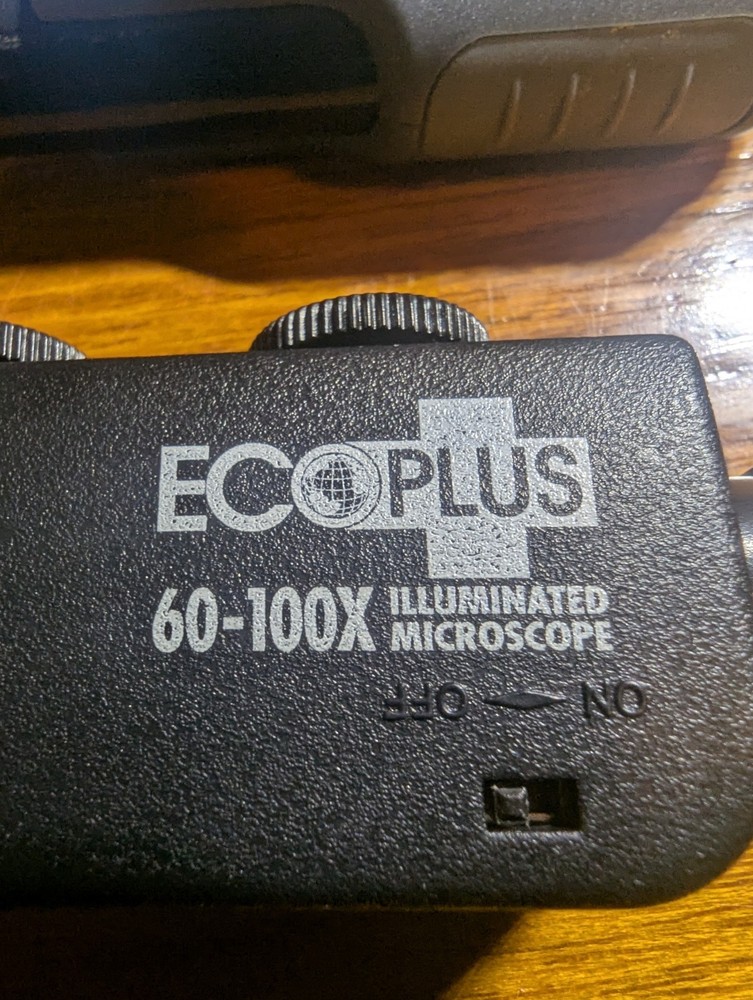 ECOPLUS
60-100X ILLUMINATED
MICROSCOPE
OFF ON